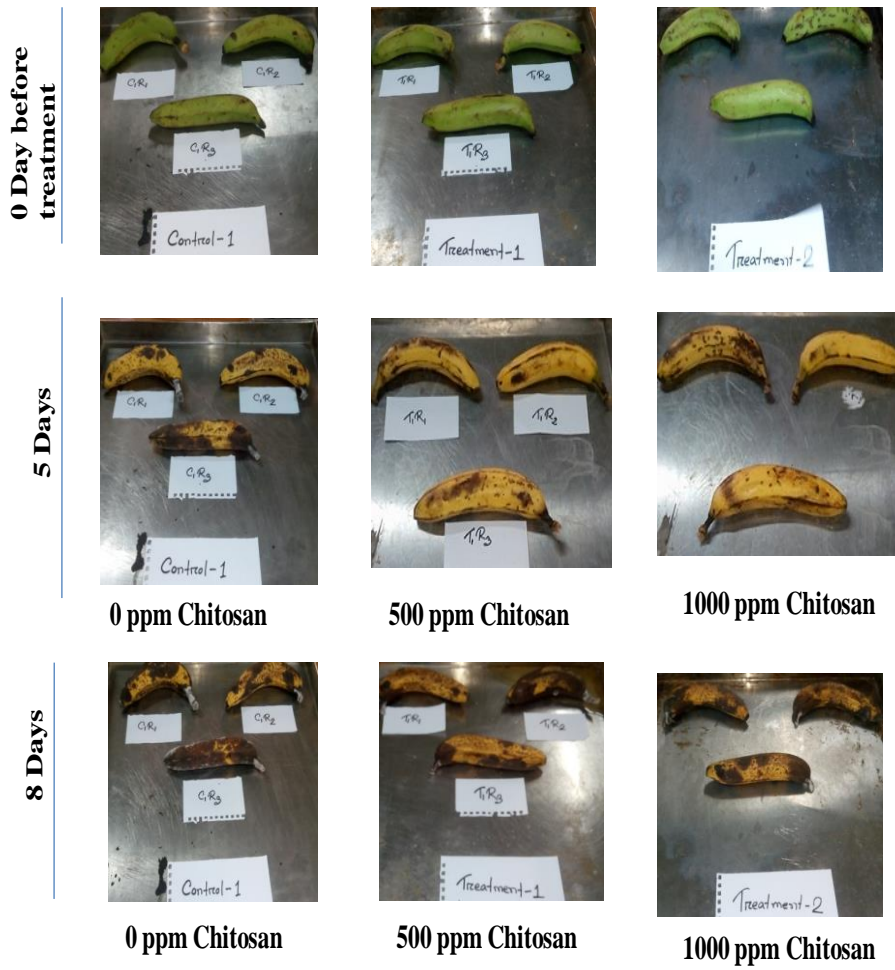 0 Day before
treatment
C₁R₁
C₁R₂
C₁R₃
Control-1
T₁R₁
T₁R₂
T₁R₃
Treatment-1
Treatment-2
5 Days
C₁R₁
C₁R₂
C₁R₃
Control-1
T₁R₁
T₁R₂
T₁R₃
0 ppm Chitosan
500 ppm Chitosan
1000 ppm Chitosan
8 Days
C₁R₁
C₁R₂
C₁R₃
Control-1
T₁R₁
T₁R₂
T₁R₃
Treatment-1
Treatment-2
0 ppm Chitosan
500 ppm Chitosan
1000 ppm Chitosan